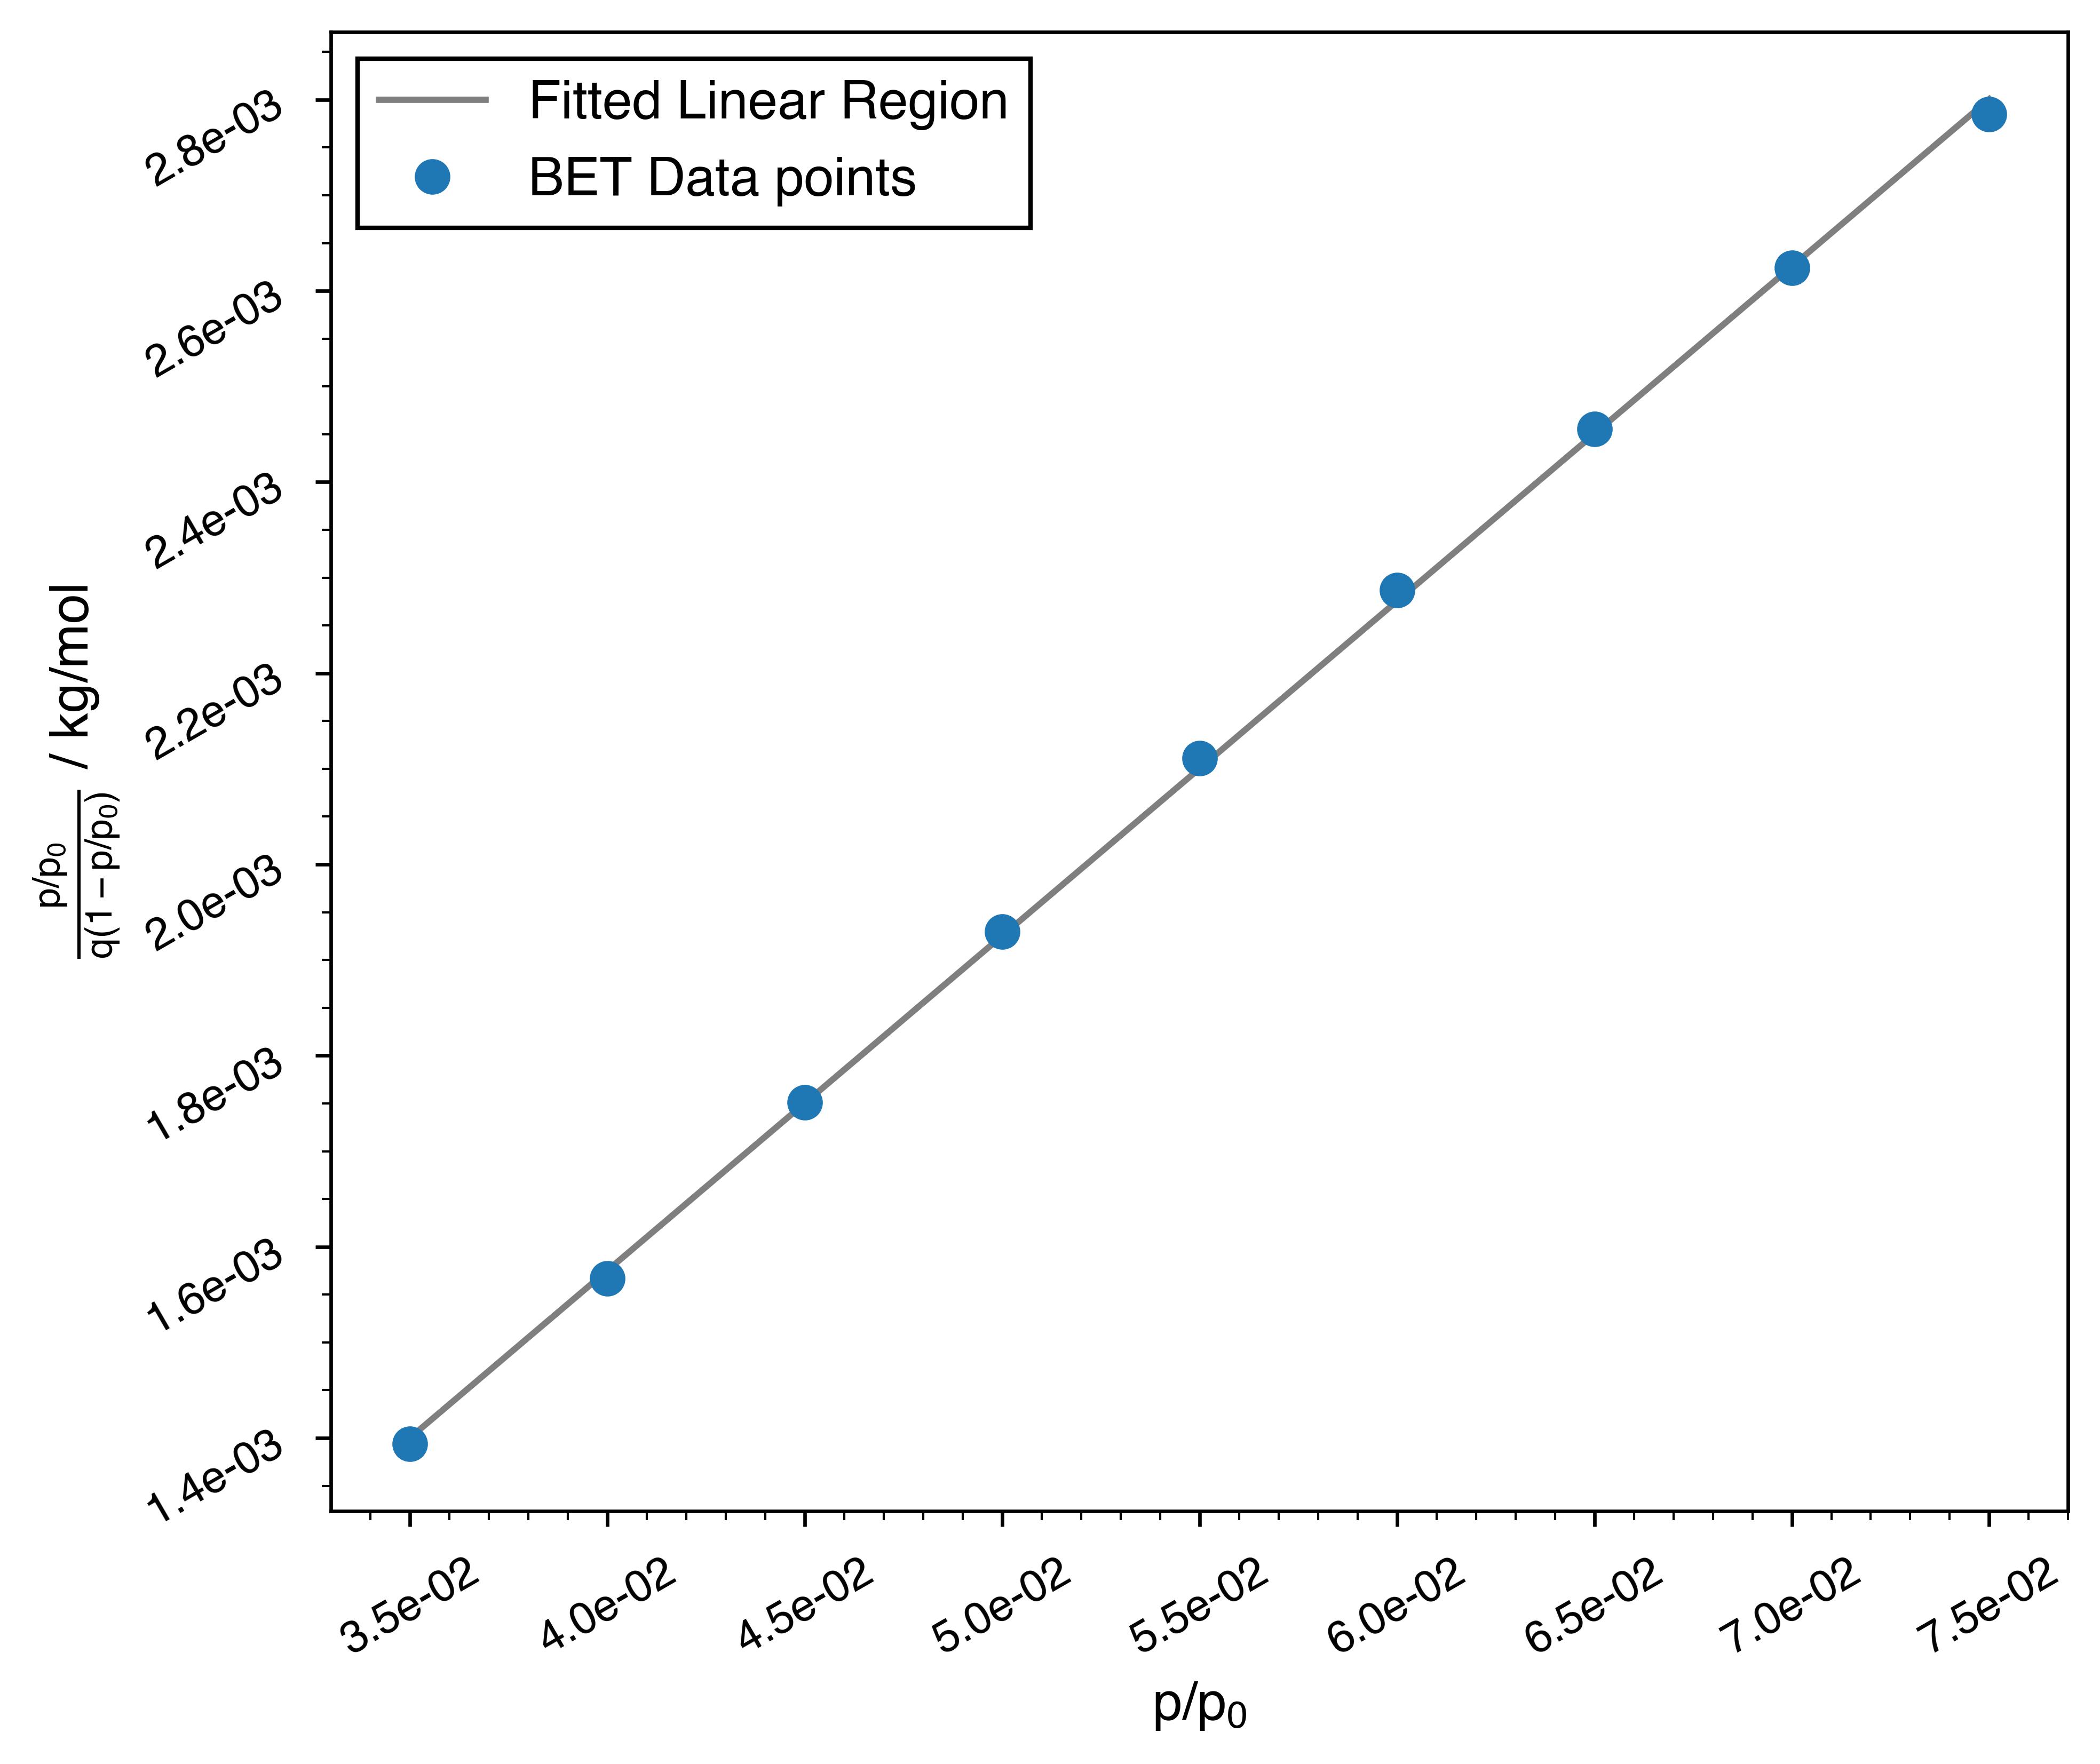 Fitted Linear Region
BET Data points
2.8e-03
2.6e-03
2.4e-03
2.2e-03
2.0e-03
1.8e-03
1.6e-03
1.4e-03
p/p₀
q(1 − p/p₀)
/ kg/mol
3.5e-02 4.0e-02 4.5e-02 5.0e-02 5.5e-02 6.0e-02 6.5e-02 7.0e-02 7.5e-02
p/p₀